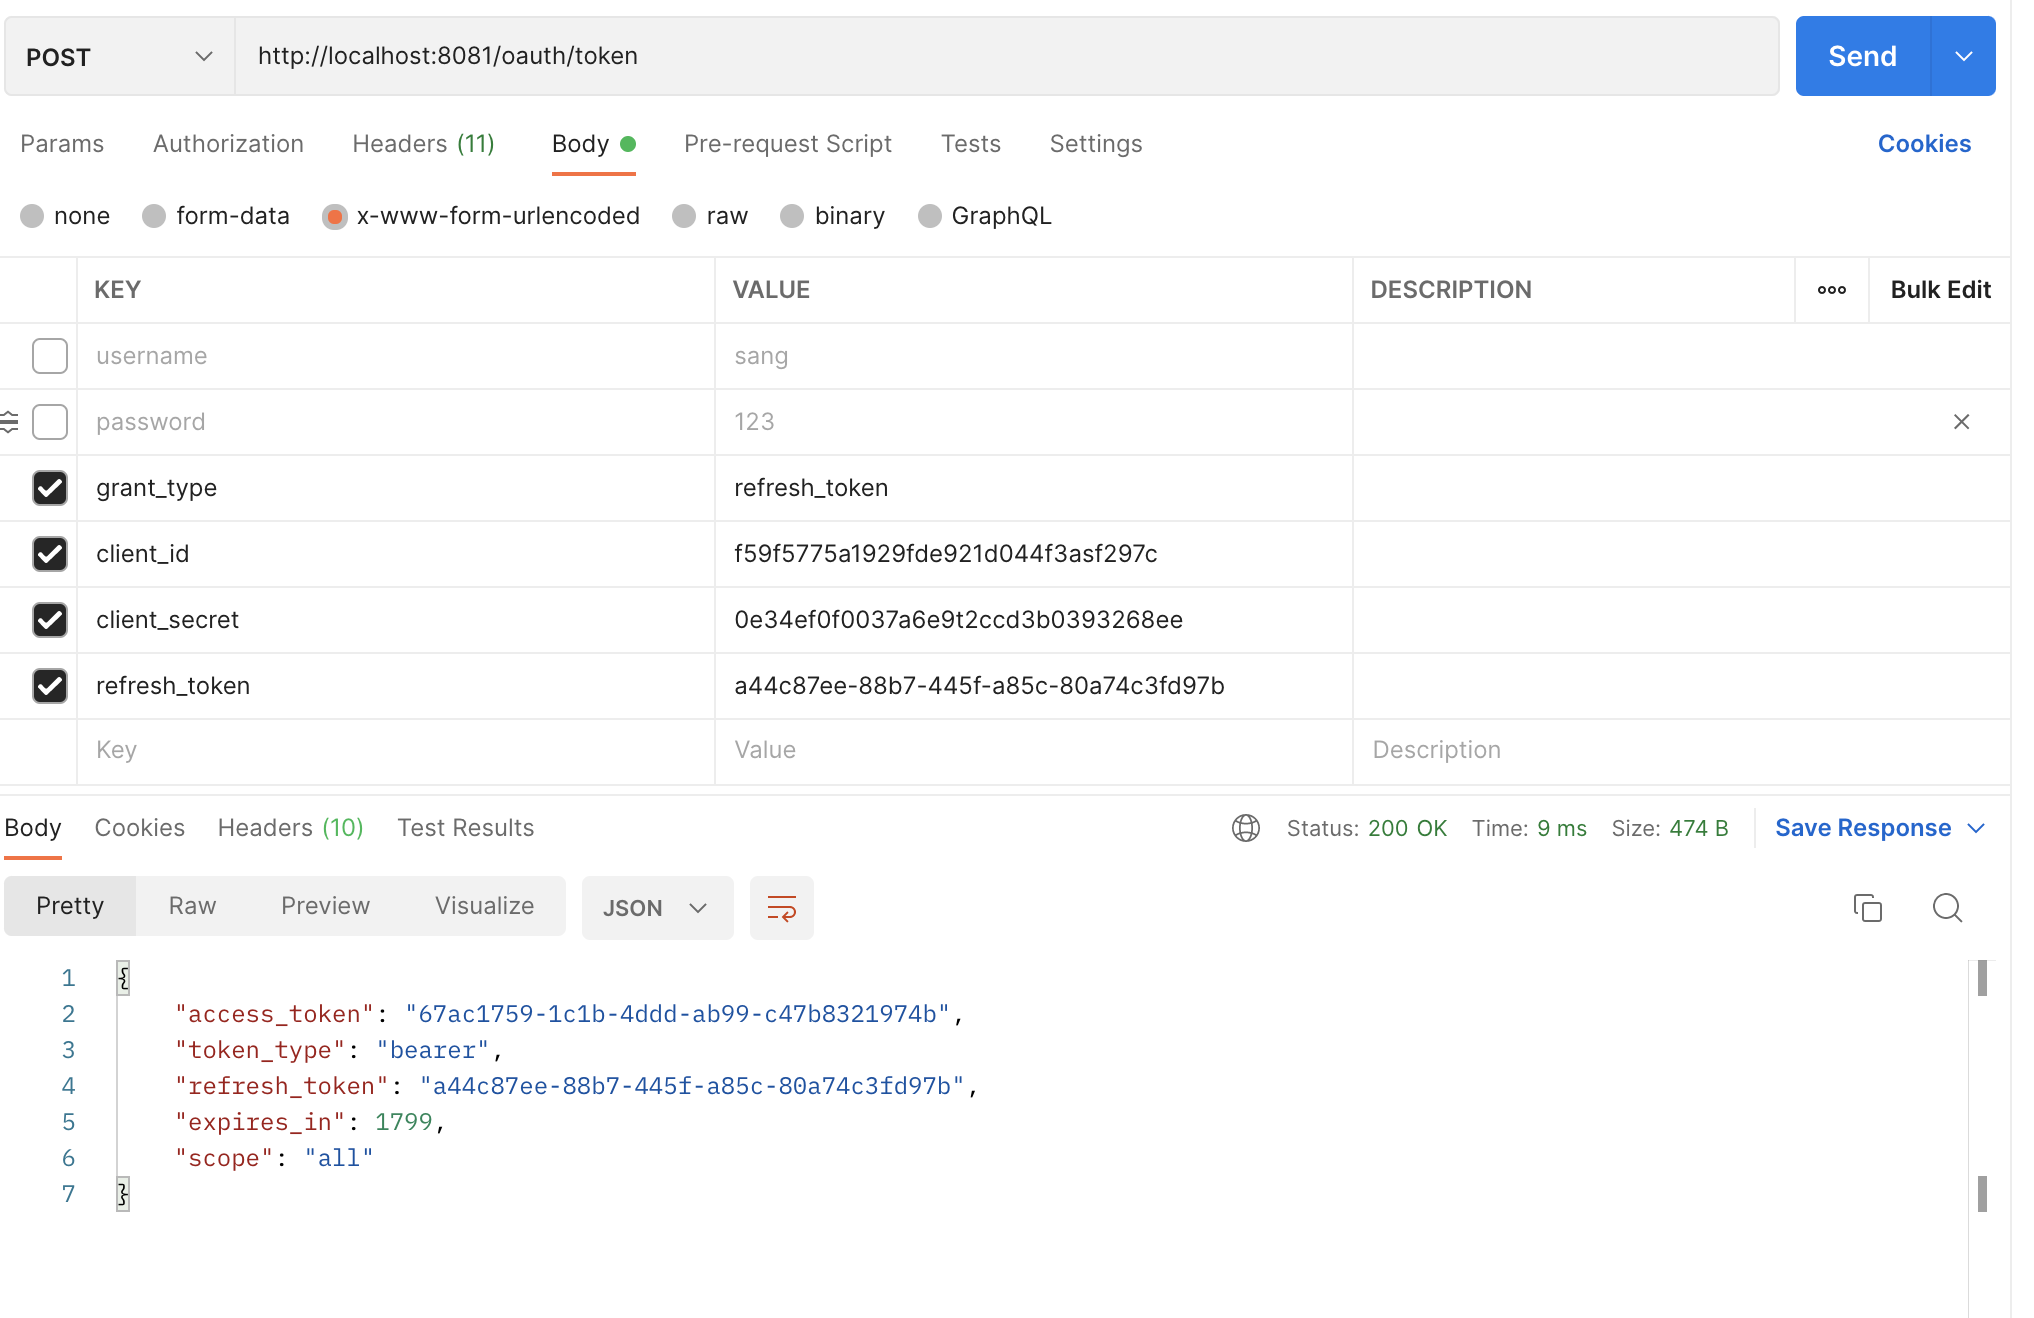 POST http://localhost:8081/oauth/token Send
Params Authorization Headers (11) Body Pre-request Script Tests Settings Cookies
none form-data x-www-form-urlencoded raw binary GraphQL
KEY VALUE DESCRIPTION ooo Bulk Edit
username sang
password 123
grant_type refresh_token
client_id f59f5775a1929fde921d044f3asf297c
client_secret 0e34ef0f0037a6e9t2ccd3b0393268ee
refresh_token a44c87ee-88b7-445f-a85c-80a74c3fd97b
Key Value Description
Body Cookies Headers (10) Test Results Status: 200 OK Time: 9 ms Size: 474 B Save Response
Pretty Raw Preview Visualize JSON
1 {
2 "access_token": "67ac1759-1c1b-4ddd-ab99-c47b8321974b",
3 "token_type": "bearer",
4 "refresh_token": "a44c87ee-88b7-445f-a85c-80a74c3fd97b",
5 "expires_in": 1799,
6 "scope": "all"
7 }